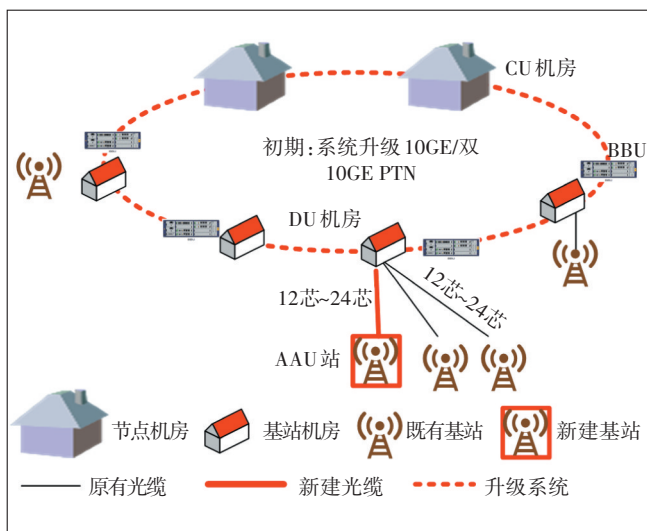 CU机房
BBU
初期:系统升级10GE/双
10GE PTN
DU机房
12芯~24芯
12芯~24芯
AAU站
节点机房
基站机房
既有基站
新建基站
原有光缆
新建光缆
升级系统